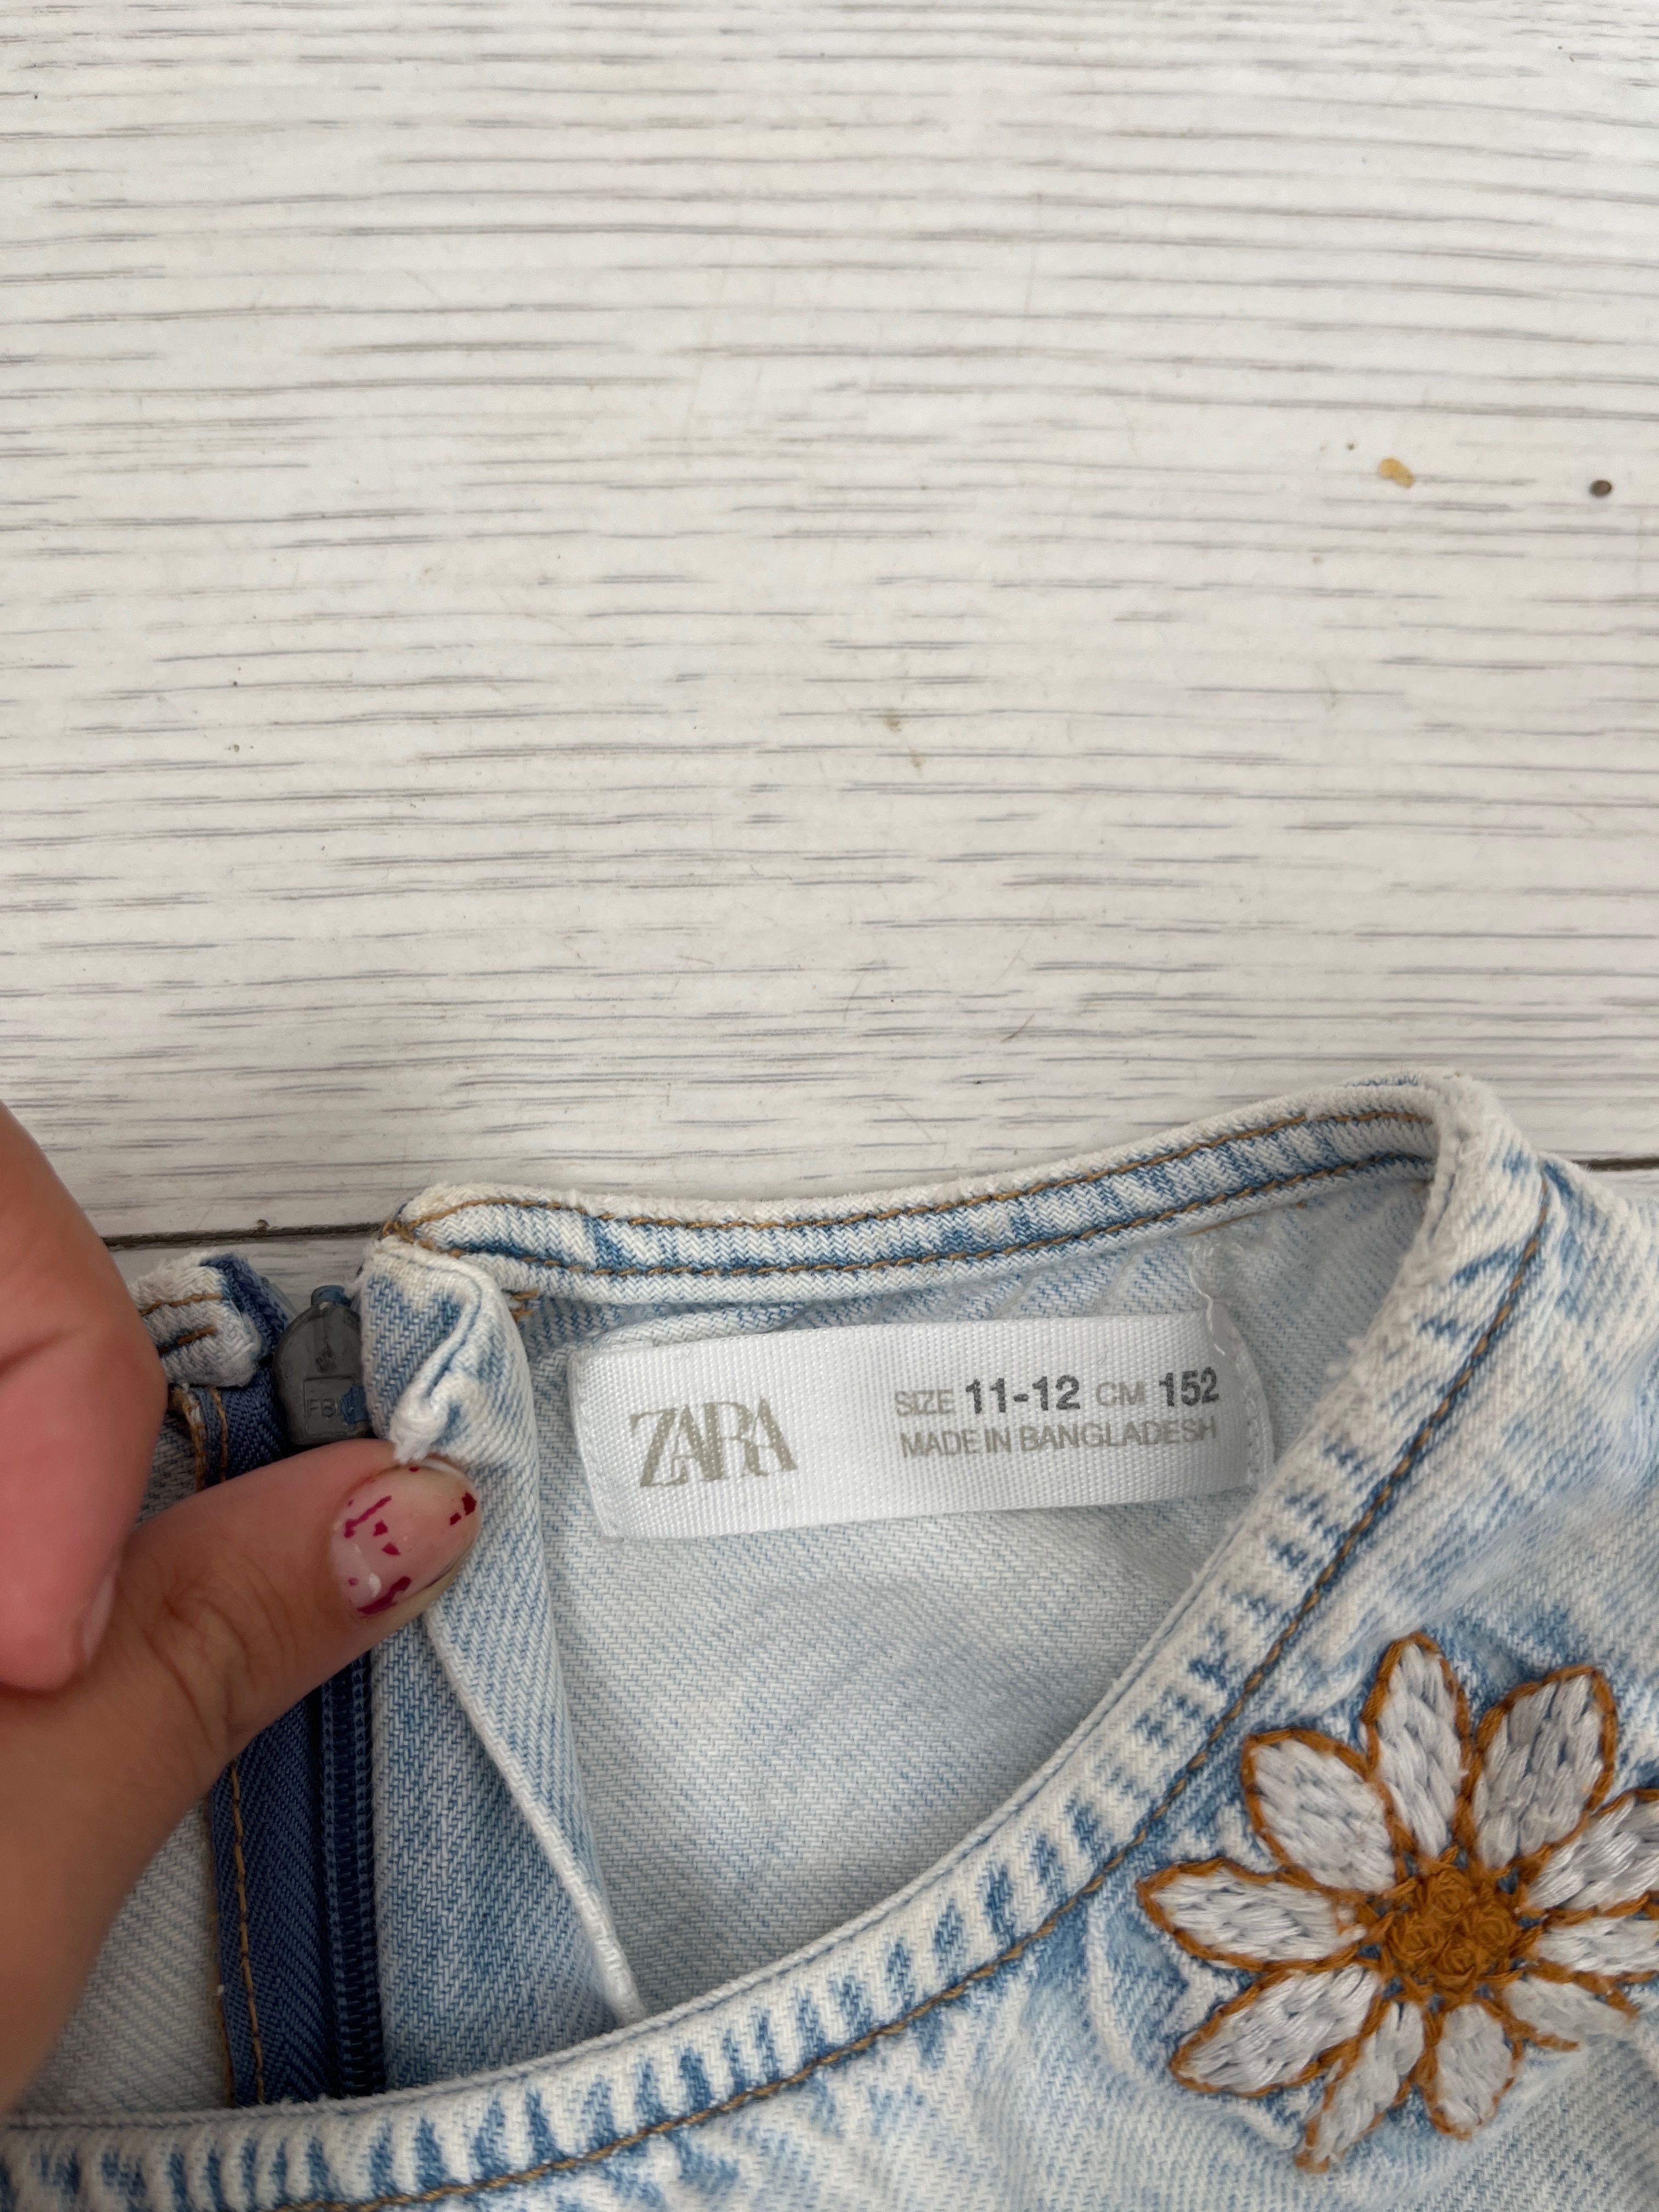 ZARA
SIZE 11-12 CM 152
MADE IN BANGLADESH